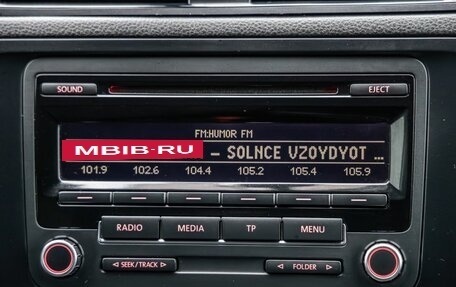 SOUND
EJECT
FM:HUMOR FM
MBIB-RU – SOLNCE VZOYDYOT ...
101.9 102.6 104.4 105.2 105.4 105.9
RADIO MEDIA TP MENU
◁ SEEK/TRACK ▷ ◁ FOLDER ▷